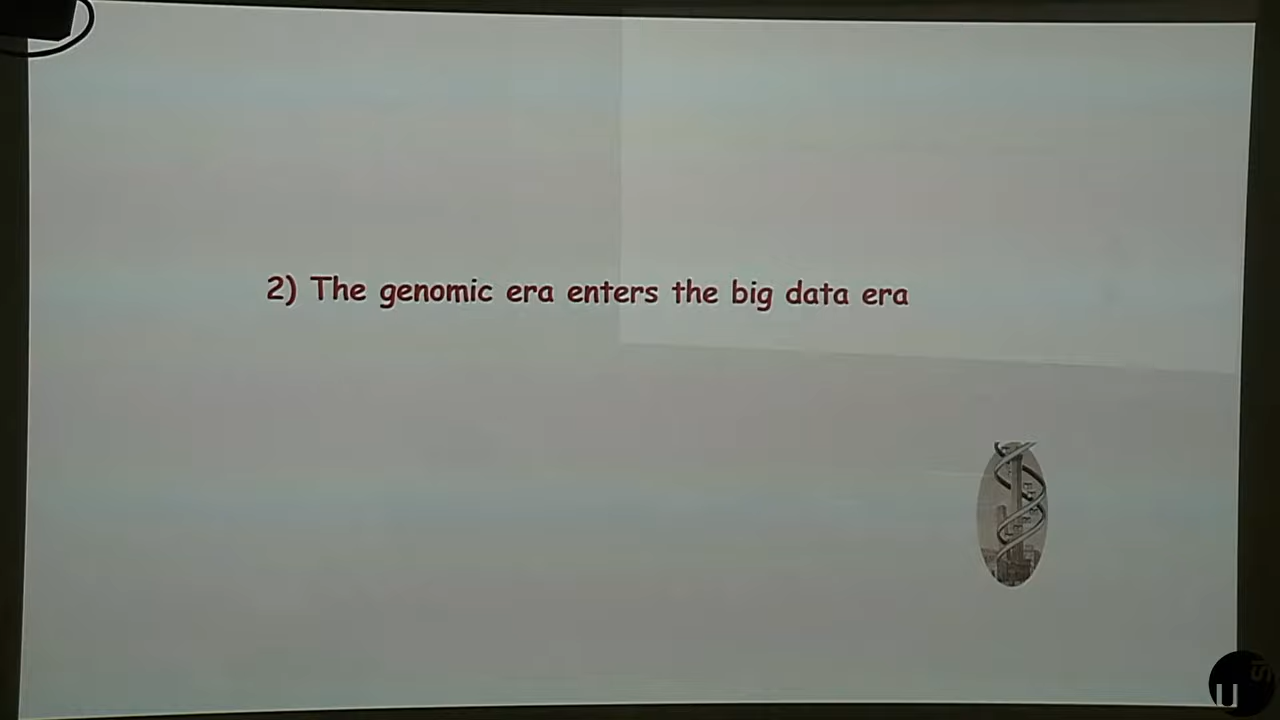 2) The genomic era enters the big data era
U